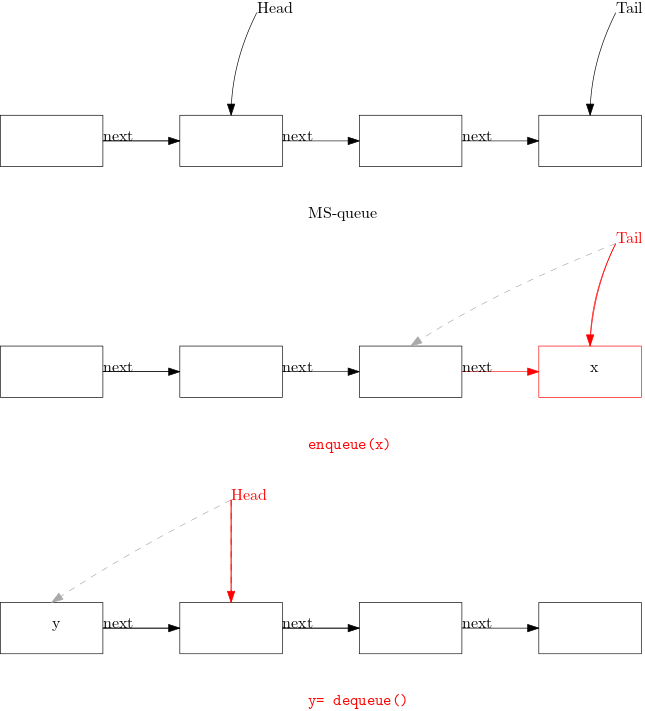 Head Tail
next next next
MS-queue
Tail
next next next x
enqueue(x)
Head
y next next next
y= dequeue()